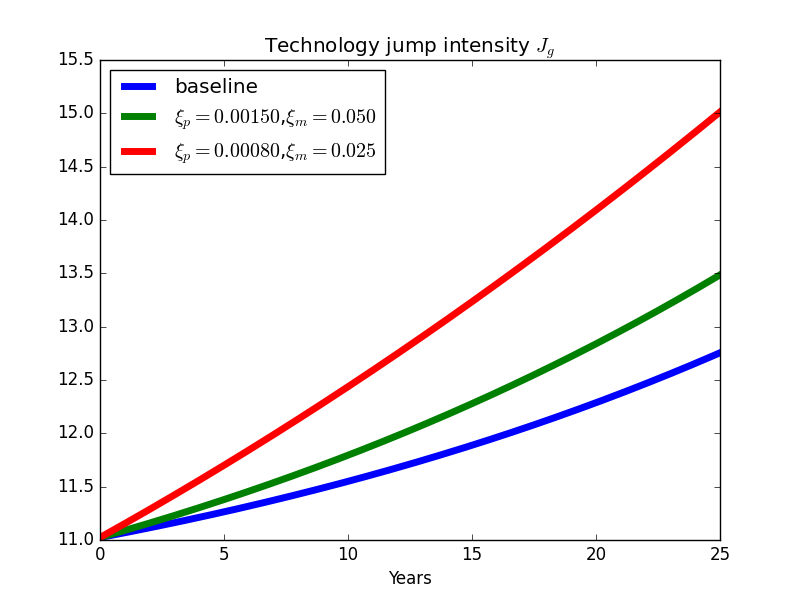 Technology jump intensity J_g
15.5
15.0
14.5
14.0
13.5
13.0
12.5
12.0
11.5
11.0
baseline
ξ_p = 0.00150,ξ_m = 0.050
ξ_p = 0.00080,ξ_m = 0.025
0 5 10 15 20 25
Years